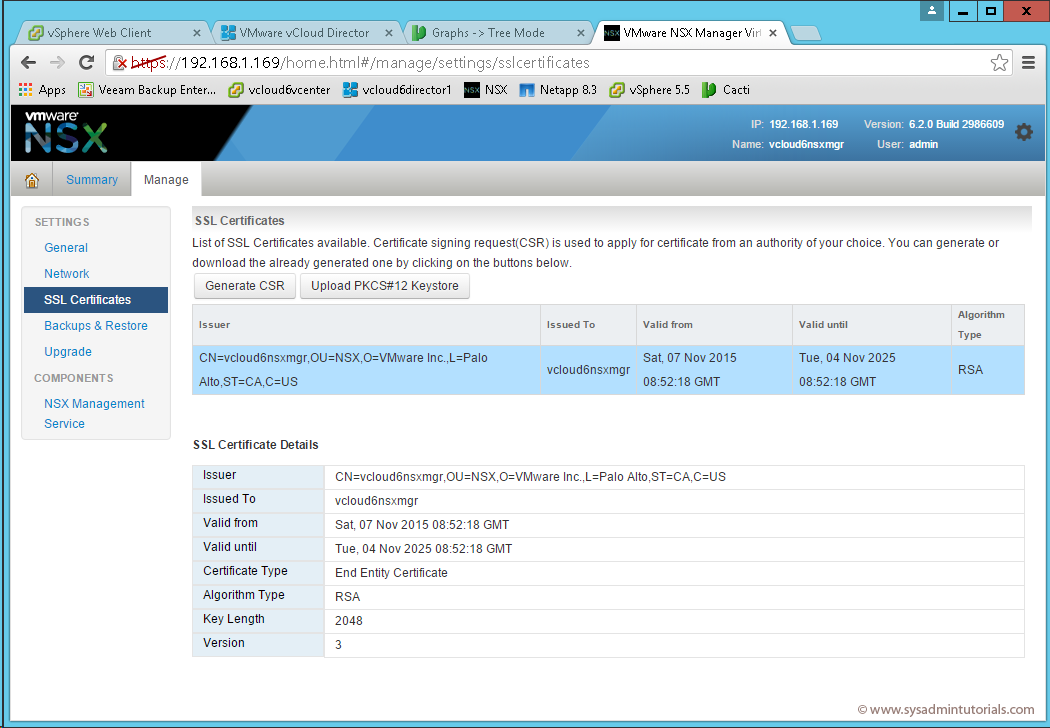 vSphere Web Client
VMware vCloud Director
Graphs -> Tree Mode
VMware NSX Manager Virt
https://192.168.1.169/home.html#/manage/settings/sslcertificates
Apps
Veeam Backup Enter...
vcloud6vcenter
vcloud6director1
NSX
Netapp 8.3
vSphere 5.5
Cacti
vmware
NSX
IP: 192.168.1.169
Version: 6.2.0 Build 2986609
Name: vcloud6nsxmgr
User: admin
Summary
Manage
SETTINGS
General
Network
SSL Certificates
Backups & Restore
Upgrade
COMPONENTS
NSX Management
Service
SSL Certificates
List of SSL Certificates available. Certificate signing request(CSR) is used to apply for certificate from an authority of your choice. You can generate or
download the already generated one by clicking on the buttons below.
Generate CSR
Upload PKCS#12 Keystore
Issuer
Issued To
Valid from
Valid until
Algorithm
Type
CN=vcloud6nsxmgr,OU=NSX,O=VMware Inc.,L=Palo
Alto,ST=CA,C=US
vcloud6nsxmgr
Sat, 07 Nov 2015
08:52:18 GMT
Tue, 04 Nov 2025
08:52:18 GMT
RSA
SSL Certificate Details
Issuer CN=vcloud6nsxmgr,OU=NSX,O=VMware Inc.,L=Palo Alto,ST=CA,C=US
Issued To vcloud6nsxmgr
Valid from Sat, 07 Nov 2015 08:52:18 GMT
Valid until Tue, 04 Nov 2025 08:52:18 GMT
Certificate Type End Entity Certificate
Algorithm Type RSA
Key Length 2048
Version 3
© www.sysadmintutorials.com